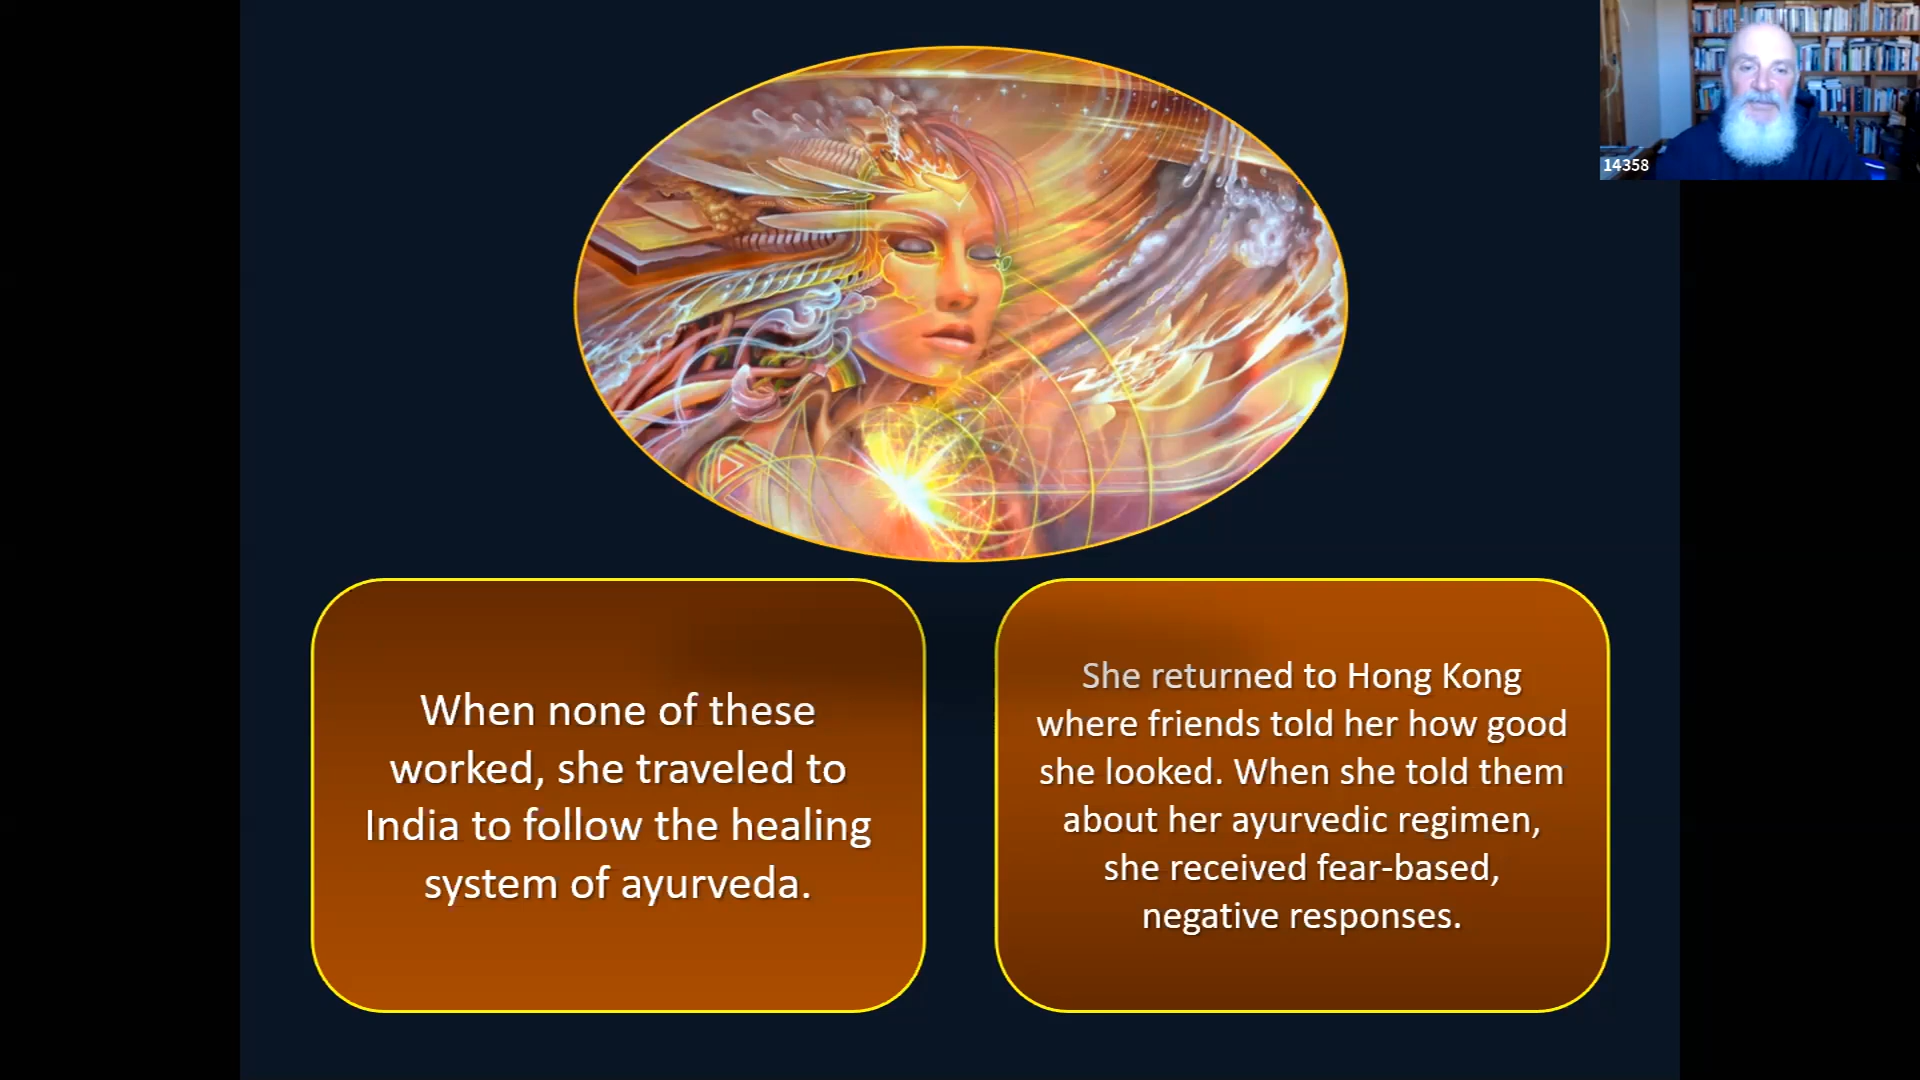 14358
When none of these
worked, she traveled to
India to follow the healing
system of ayurveda.
She returned to Hong Kong
where friends told her how good
she looked. When she told them
about her ayurvedic regimen,
she received fear-based,
negative responses.